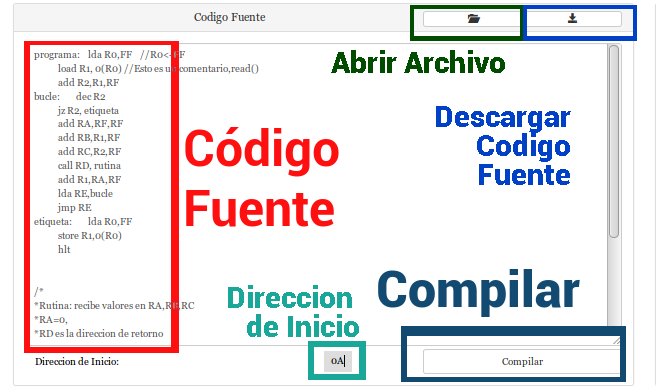 Codigo Fuente
programa: lda R0,FF //R0<-FF
load R1, 0(R0) //Esto es un comentario,read()
add R2,R1,RF
bucle: dec R2
jz R2, etiqueta
add RA,RF,RF
add RB,R1,RF
add RC,R2,RF
call RD, rutina
add R1,RA,RF
lda RE,bucle
jmp RE
etiqueta: lda R0,FF
store R1,0(R0)
hlt
/*
*Rutina: recibe valores en RA,RB,RC
*RA=0,
*RD es la direccion de retorno
Abrir Archivo
Descargar
Codigo
Fuente
Código
Fuente
Direccion
de Inicio
Compilar
Direccion de Inicio:
0A
Compilar